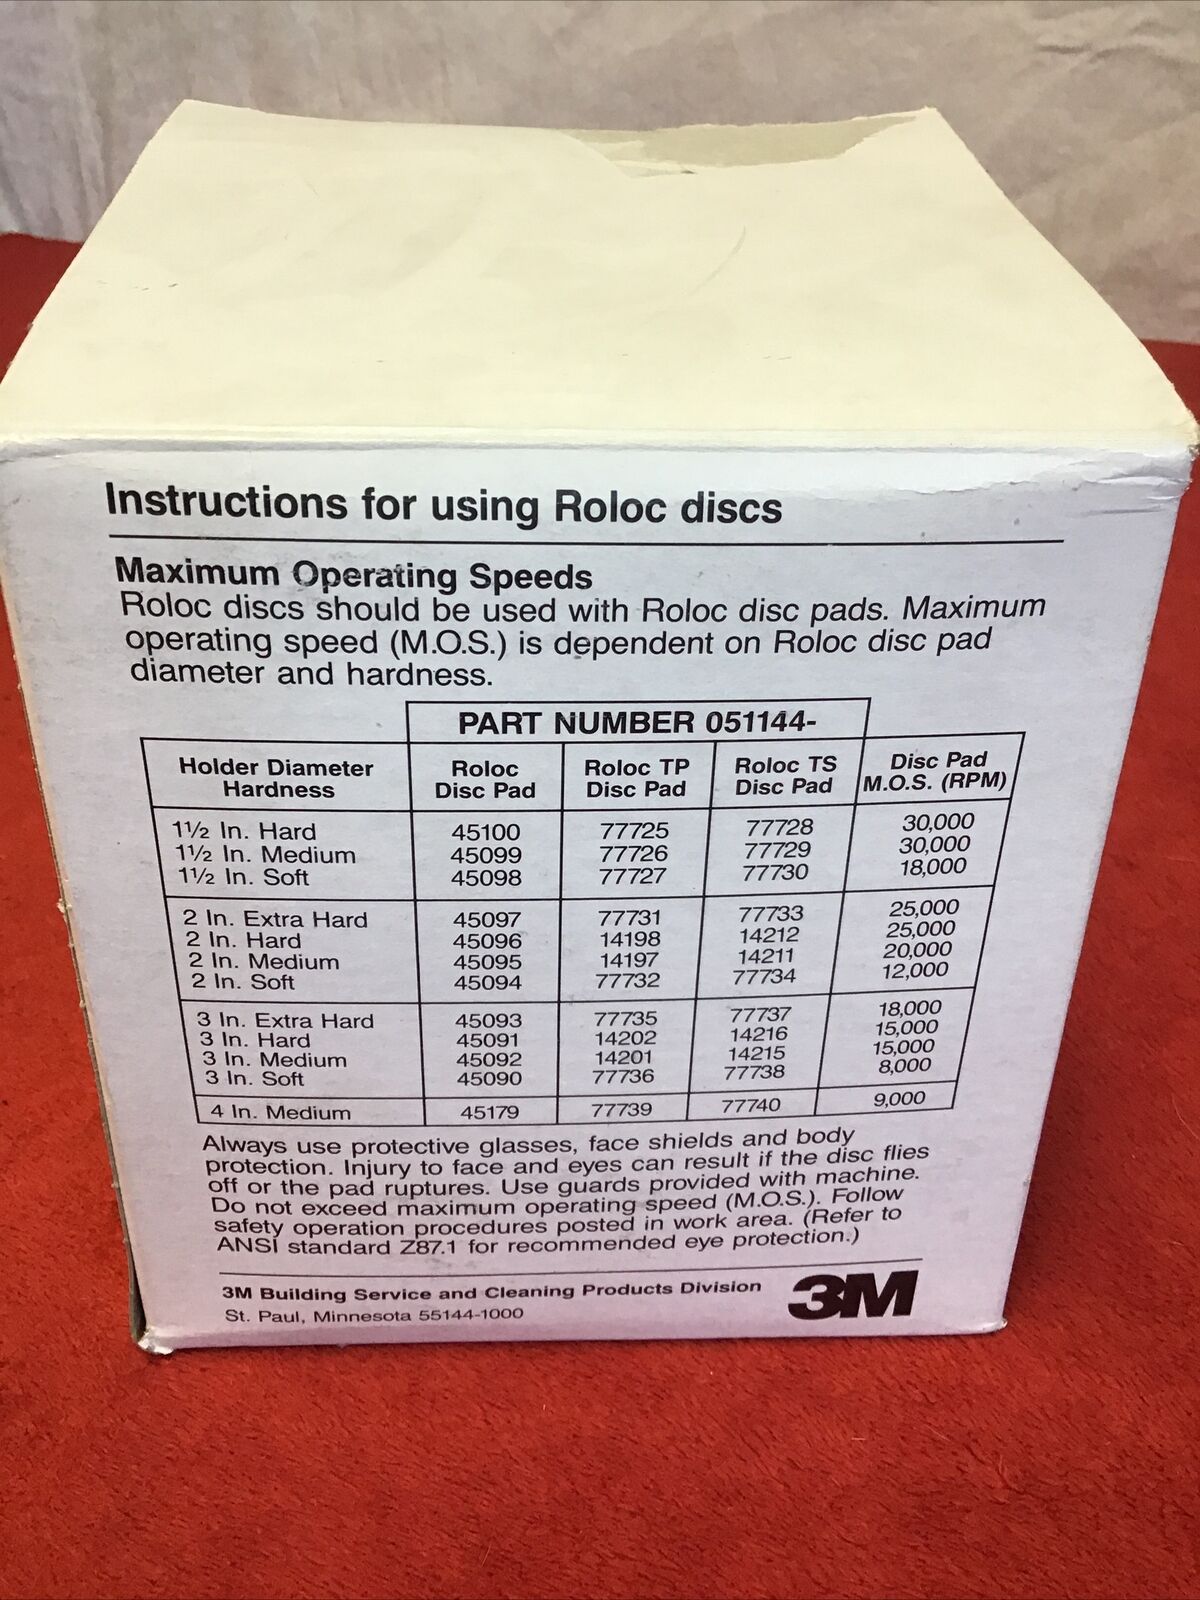 Instructions for using Roloc discs
Maximum Operating Speeds
Roloc discs should be used with Roloc disc pads. Maximum
operating speed (M.O.S.) is dependent on Roloc disc pad
diameter and hardness.
PART NUMBER 051144-
Holder Diameter Hardness Roloc Disc Pad Roloc TP Disc Pad Roloc TS Disc Pad Disc Pad M.O.S. (RPM)
1½ In. Hard 45100 77725 77728 30,000
1½ In. Medium 45099 77726 77729 30,000
1½ In. Soft 45098 77727 77730 18,000
2 In. Extra Hard 45097 77731 77733 25,000
2 In. Hard 45096 14198 14212 25,000
2 In. Medium 45095 14197 14211 20,000
2 In. Soft 45094 77732 77734 12,000
3 In. Extra Hard 45093 77735 77737 18,000
3 In. Hard 45091 14202 14216 15,000
3 In. Medium 45092 14201 14215 15,000
3 In. Soft 45090 77736 77738 8,000
4 In. Medium 45179 77739 77740 9,000
Always use protective glasses, face shields and body
protection. Injury to face and eyes can result if the disc flies
off or the pad ruptures. Use guards provided with machine.
Do not exceed maximum operating speed (M.O.S.). Follow
safety operation procedures posted in work area. (Refer to
ANSI standard Z87.1 for recommended eye protection.)
3M Building Service and Cleaning Products Division
St. Paul, Minnesota 55144-1000
3M